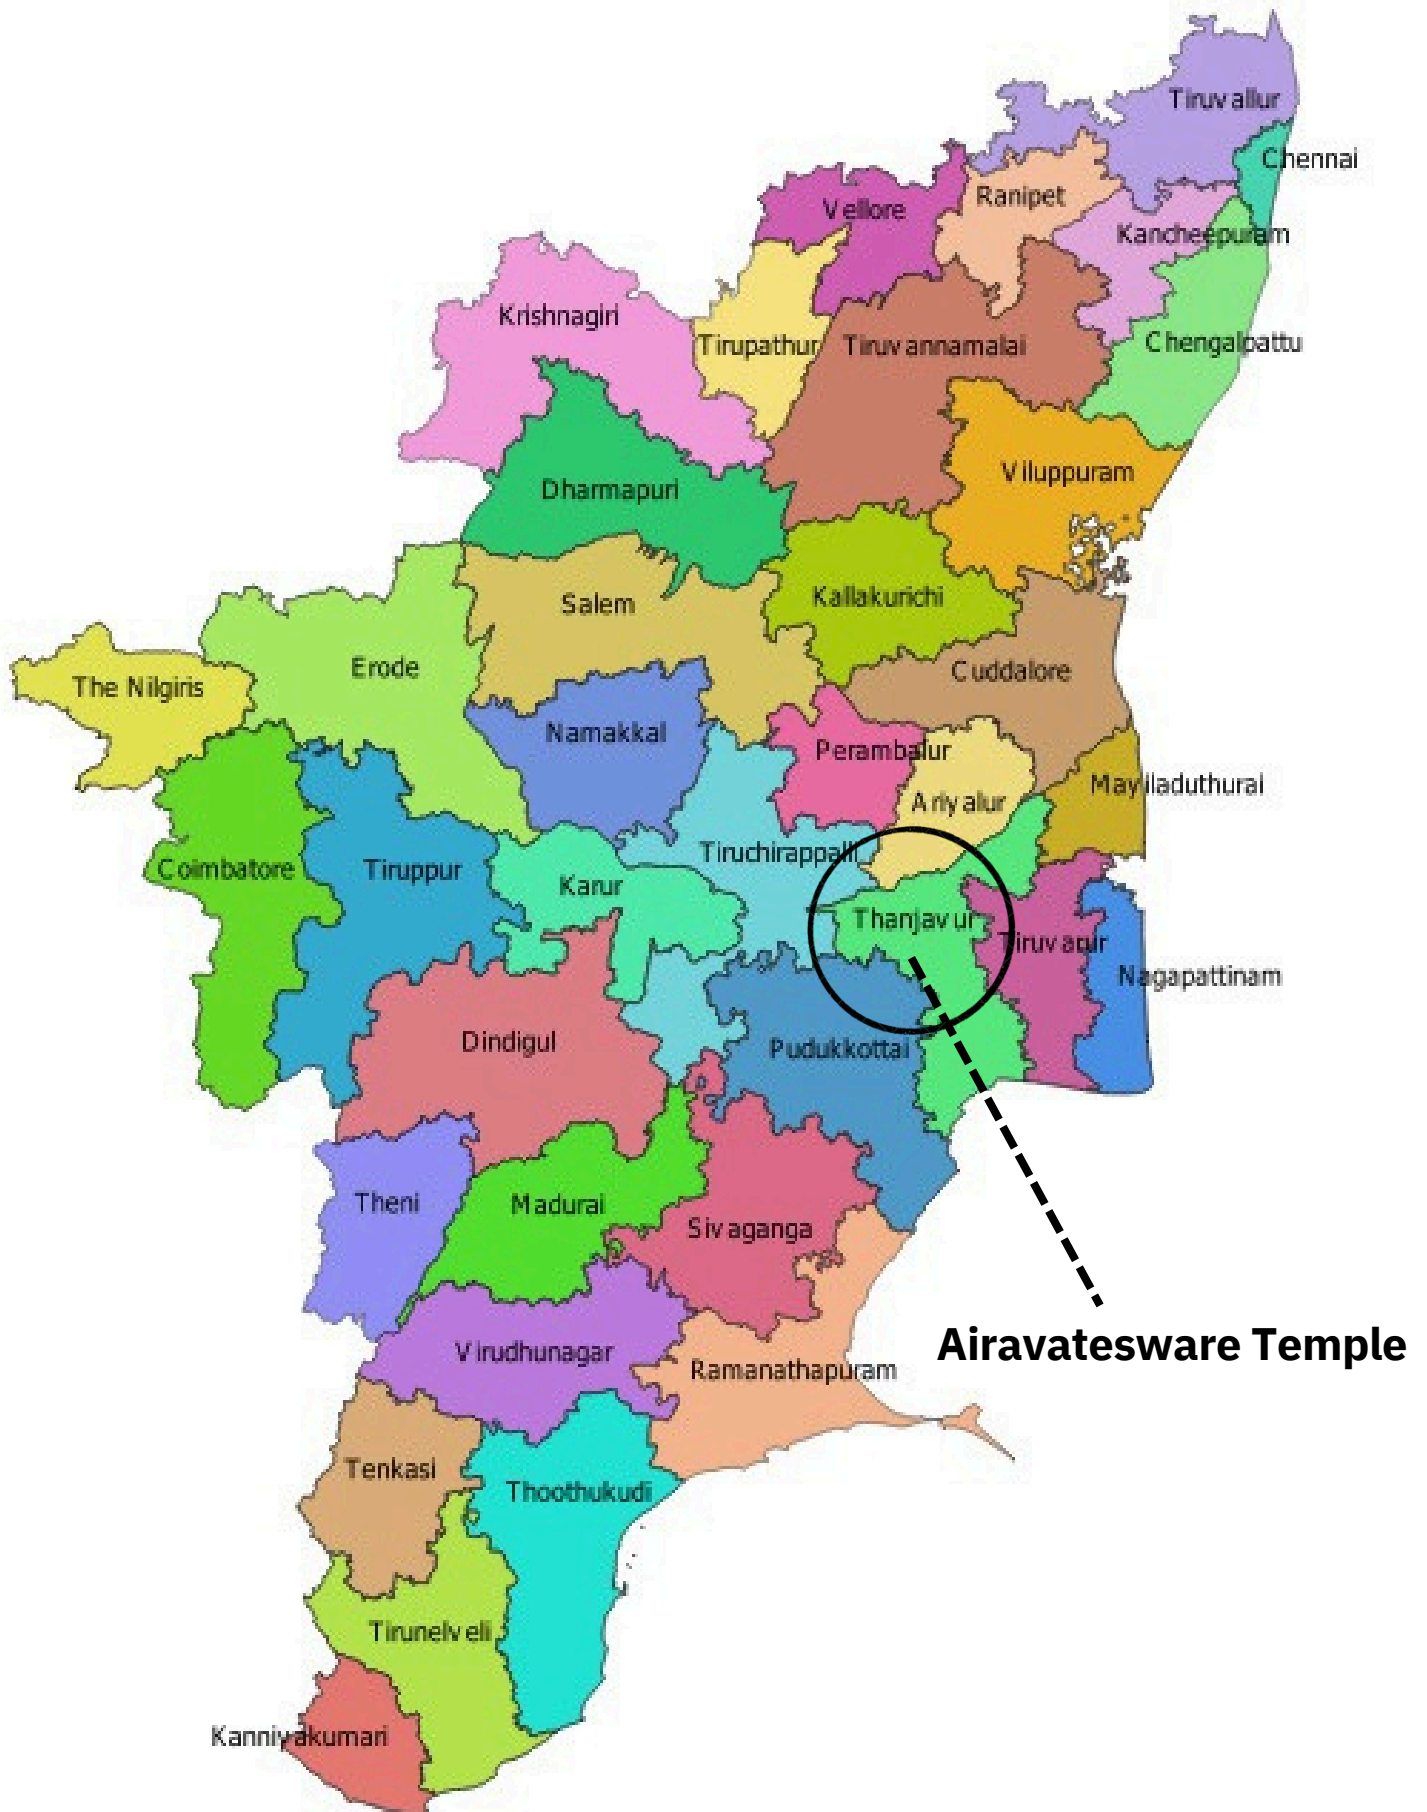 Tiruvallur
Chennai
Ranipet
Vellore
Kancheepuram
Krishnagiri
Tirupathur
Tiruvannamalai
Chengalpattu
Viluppuram
Dharmapuri
Kallakurichi
Salem
Erode
Cuddalore
The Nilgiris
Namakkal
Perambalur
Mayiladuthurai
Ariyalur
Tiruchirappalli
Coimbatore
Tiruppur
Karur
Thanjavur
Tiruvarur
Nagapattinam
Dindigul
Pudukkottai
Theni
Madurai
Sivaganga
Airavatesware Temple
Virudhunagar
Ramanathapuram
Tenkasi
Thoothukudi
Tirunelveli
Kanniyakumari